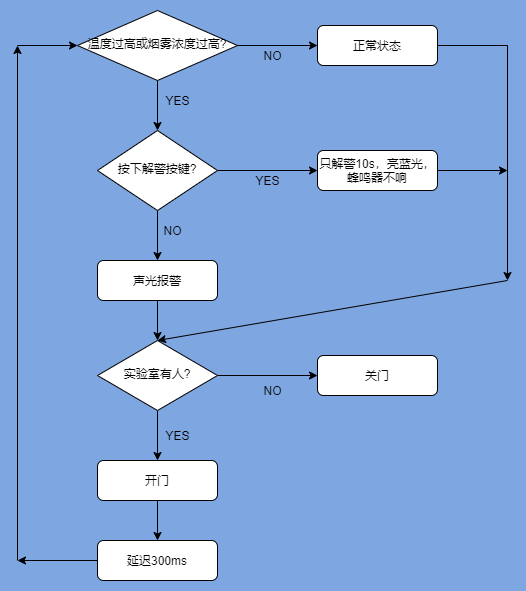 温度过高或烟雾浓度过高?
NO
正常状态
YES
按下解警按键?
YES
只解警10s，亮蓝光，
蜂鸣器不响
NO
声光报警
实验室有人?
NO
关门
YES
开门
延迟300ms